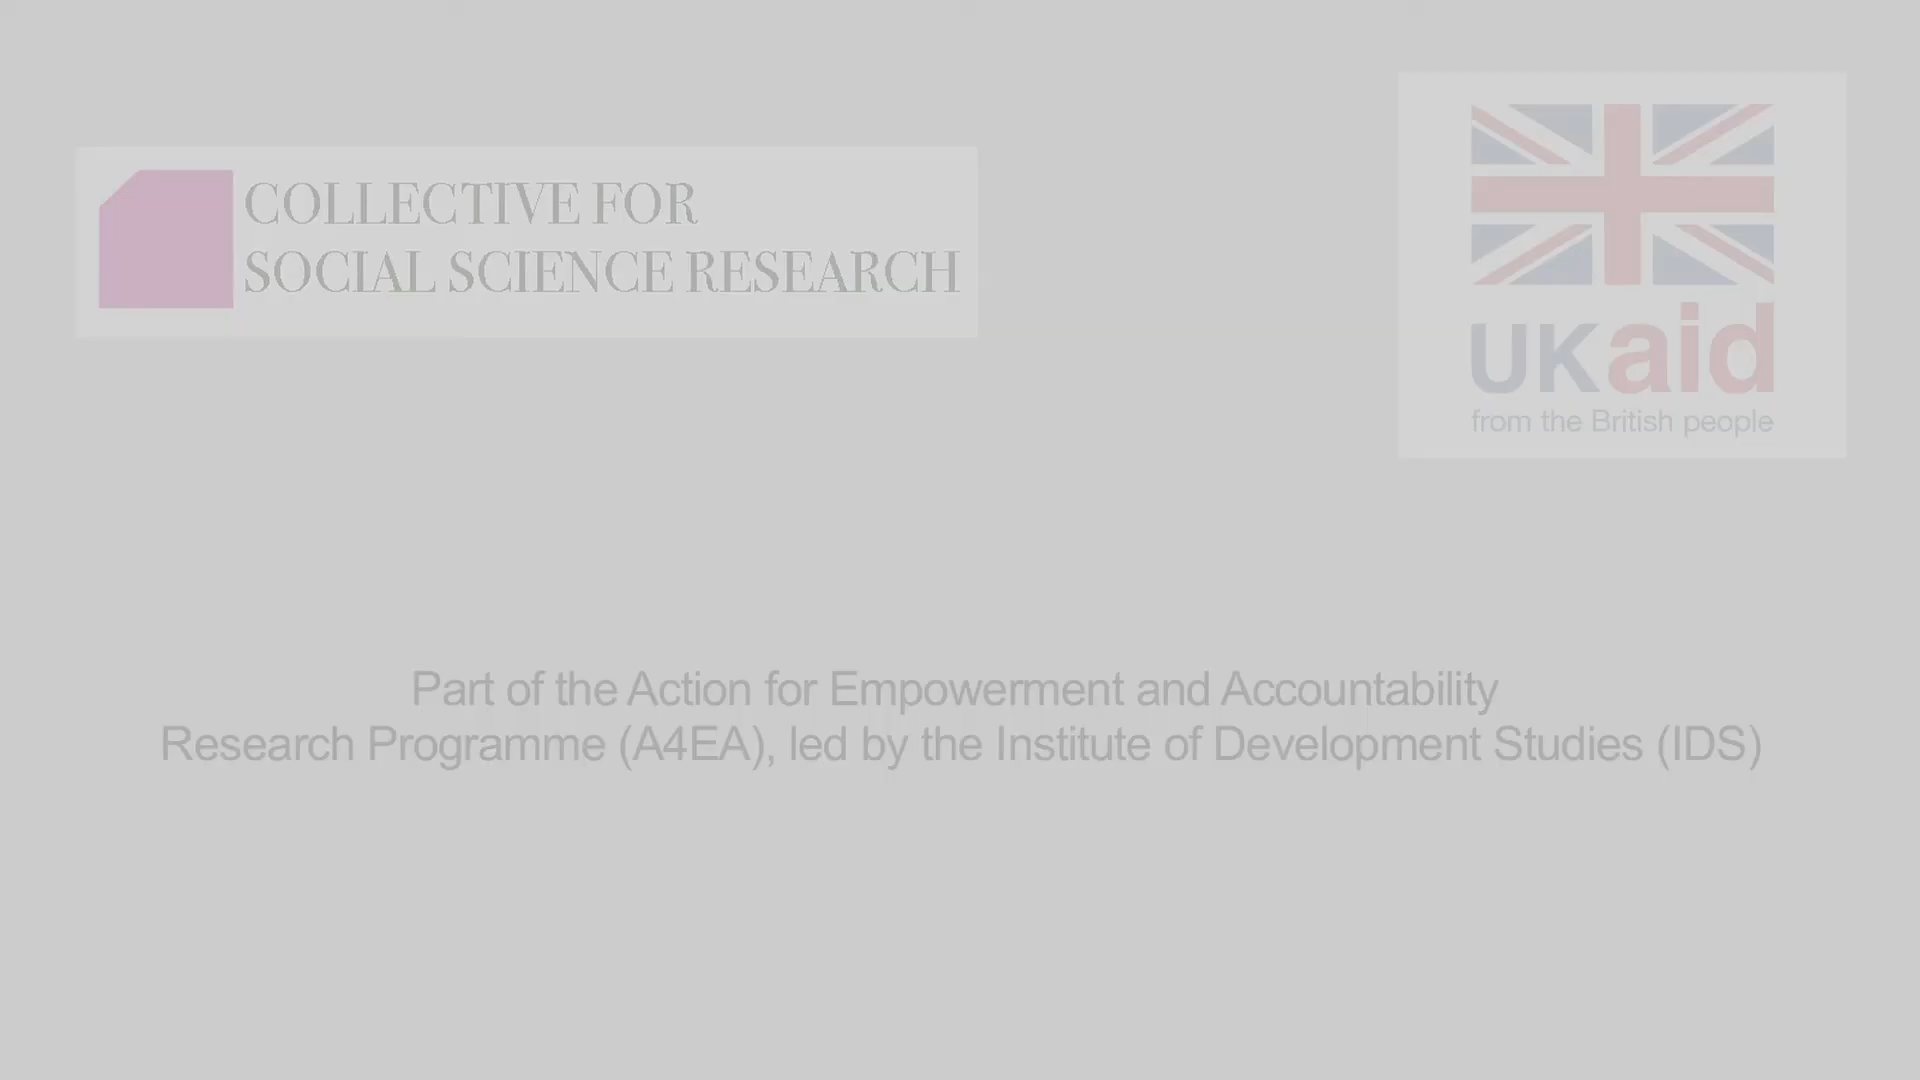 COLLECTIVE FOR
SOCIAL SCIENCE RESEARCH
UKaid
from the British people
Part of the Action for Empowerment and Accountability
Research Programme (A4EA), led by the Institute of Development Studies (IDS)